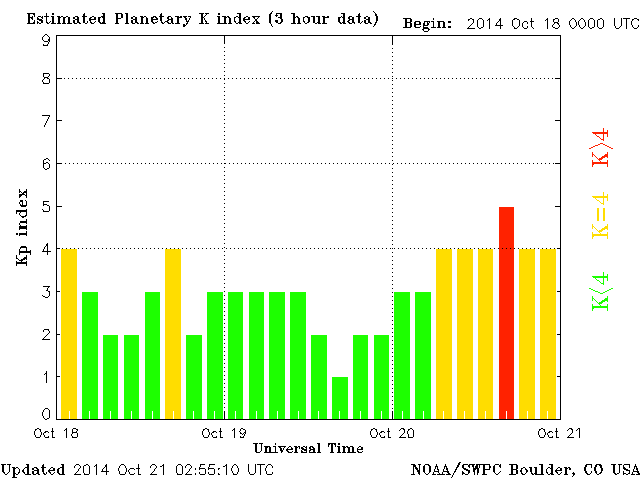 Estimated Planetary K index (3 hour data) Begin: 2014 Oct 18 0000 UTC
9
8
7
6
5
4
3
2
1
0
Kp index
Oct 18 Oct 19 Oct 20 Oct 21
Universal Time
K>4
K=4
K<4
Updated 2014 Oct 21 02:55:10 UTC NOAA/SWPC Boulder, CO USA